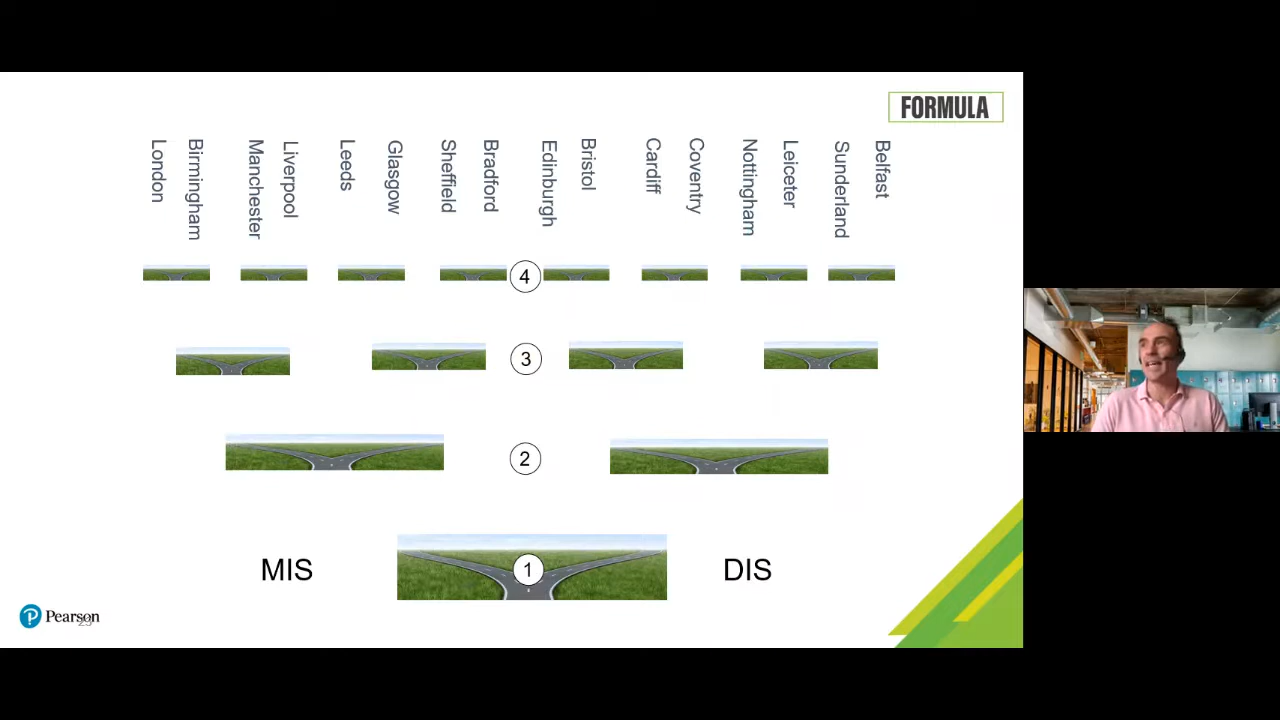 FORMULA
London
Birmingham
Manchester
Liverpool
Leeds
Glasgow
Sheffield
Bradford
Edinburgh
Bristol
Cardiff
Coventry
Nottingham
Leiceter
Sunderland
Belfast
4
3
2
MIS
1
DIS
Pearson